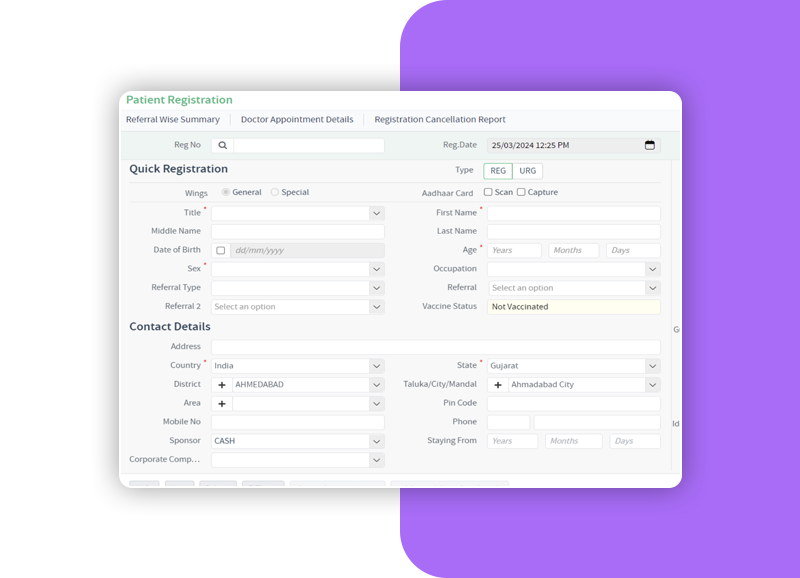 Patient Registration
Referral Wise Summary Doctor Appointment Details Registration Cancellation Report
Reg No Reg.Date 25/03/2024 12:25 PM
Quick Registration Type REG URG
Wings General Special Aadhaar Card Scan Capture
Title * First Name *
Middle Name Last Name
Date of Birth dd/mm/yyyy Age * Years Months Days
Sex * Occupation
Referral Type Referral Select an option
Referral 2 Select an option Vaccine Status Not Vaccinated
Contact Details
Address
Country * India State * Gujarat
District + AHMEDABAD Taluka/City/Mandal + Ahmadabad City
Area + Pin Code
Mobile No Phone
Sponsor CASH Staying From Years Months Days
Corporate Comp...